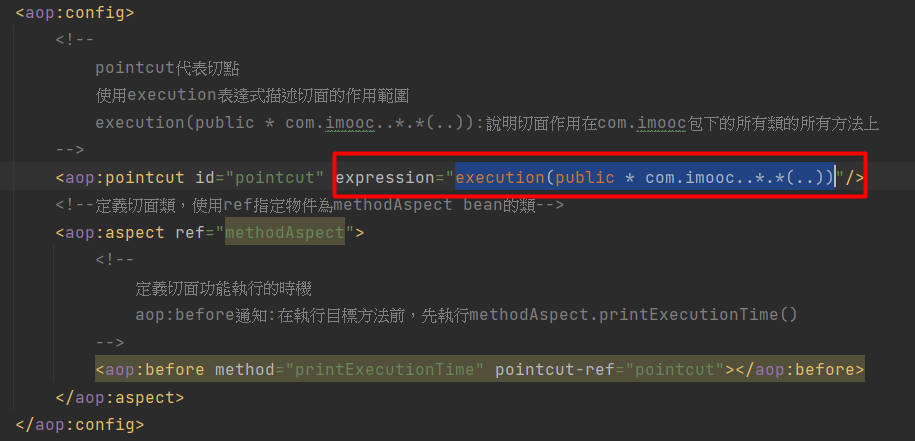 <aop:config>
<!--
pointcut代表切點
使用execution表達式描述切面的作用範圍
execution(public * com.imooc..*.*(..)):說明切面作用在com.imooc包下的所有類的所有方法上
-->
<aop:pointcut id="pointcut" expression="execution(public * com.imooc..*.*(..))"/>
<!--定義切面類，使用ref指定物件為methodAspect bean的類-->
<aop:aspect ref="methodAspect">
<!--
定義切面功能執行的時機
aop:before通知:在執行目標方法前，先執行methodAspect.printExecutionTime()
-->
<aop:before method="printExecutionTime" pointcut-ref="pointcut"></aop:before>
</aop:aspect>
</aop:config>